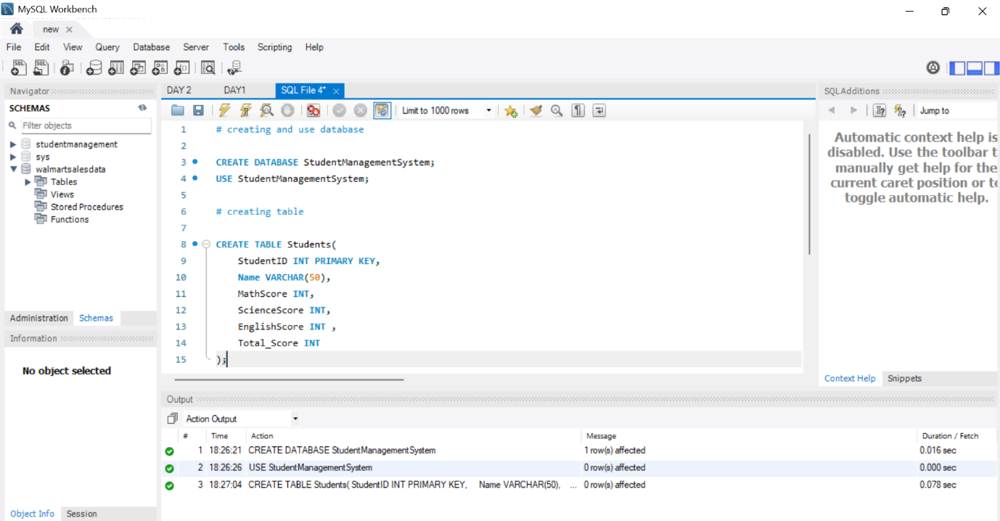 MySQL Workbench
new
File Edit View Query Database Server Tools Scripting Help
Navigator
SCHEMAS
Filter objects
studentmanagement
sys
walmartsalesdata
Tables
Views
Stored Procedures
Functions
Administration Schemas
Information
No object selected
Object Info Session
DAY 2 DAY1 SQL File 4*
Limit to 1000 rows
1 # creating and use database
2
3 CREATE DATABASE StudentManagementSystem;
4 USE StudentManagementSystem;
5
6 # creating table
7
8 CREATE TABLE Students(
9 StudentID INT PRIMARY KEY,
10 Name VARCHAR(50),
11 MathScore INT,
12 ScienceScore INT,
13 EnglishScore INT ,
14 Total_Score INT
15 );
SQLAdditions
Jump to
Automatic context help is
disabled. Use the toolbar t
manually get help for the
current caret position or to
toggle automatic help.
Context Help Snippets
Output
Action Output
# Time Action Message Duration / Fetch
1 18:26:21 CREATE DATABASE StudentManagementSystem 1 row(s) affected 0.016 sec
2 18:26:26 USE StudentManagementSystem 0 row(s) affected 0.000 sec
3 18:27:04 CREATE TABLE Students( StudentID INT PRIMARY KEY, Name VARCHAR(50), ... 0 row(s) affected 0.078 sec